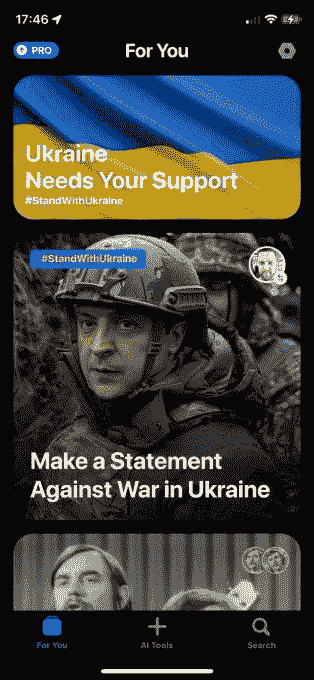 17:46
PRO
For You
Ukraine
Needs Your Support
#StandWithUkraine
#StandWithUkraine
Make a Statement
Against War in Ukraine
For You
AI Tools
Search